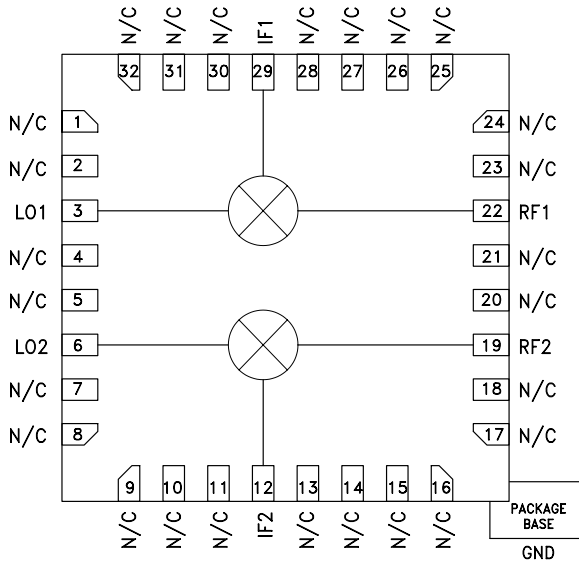 N/C N/C N/C IF1 N/C N/C N/C N/C
32 31 30 29 28 27 26 25
N/C 1 24 N/C
N/C 2 23 N/C
LO1 3 22 RF1
N/C 4 21 N/C
N/C 5 20 N/C
LO2 6 19 RF2
N/C 7 18 N/C
N/C 8 17 N/C
9 10 11 12 13 14 15 16
N/C N/C N/C IF2 N/C N/C N/C N/C
PACKAGE
BASE
GND